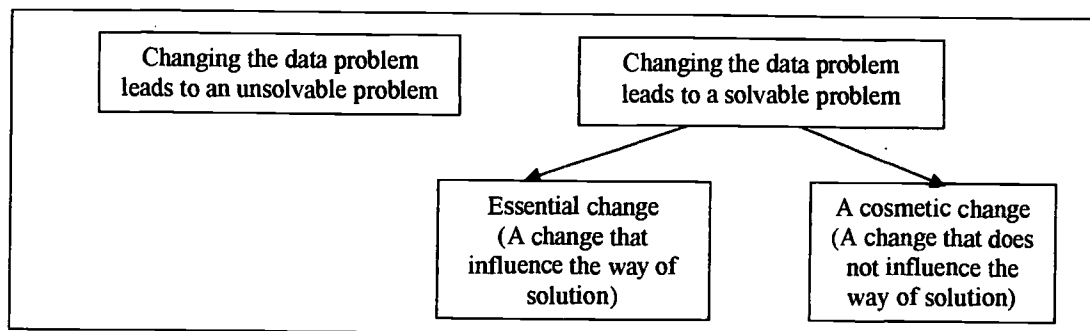 Changing the data problem
leads to an unsolvable problem
Changing the data problem
leads to a solvable problem
Essential change
(A change that
influence the way of
solution)
A cosmetic change
(A change that does
not influence the
way of solution)